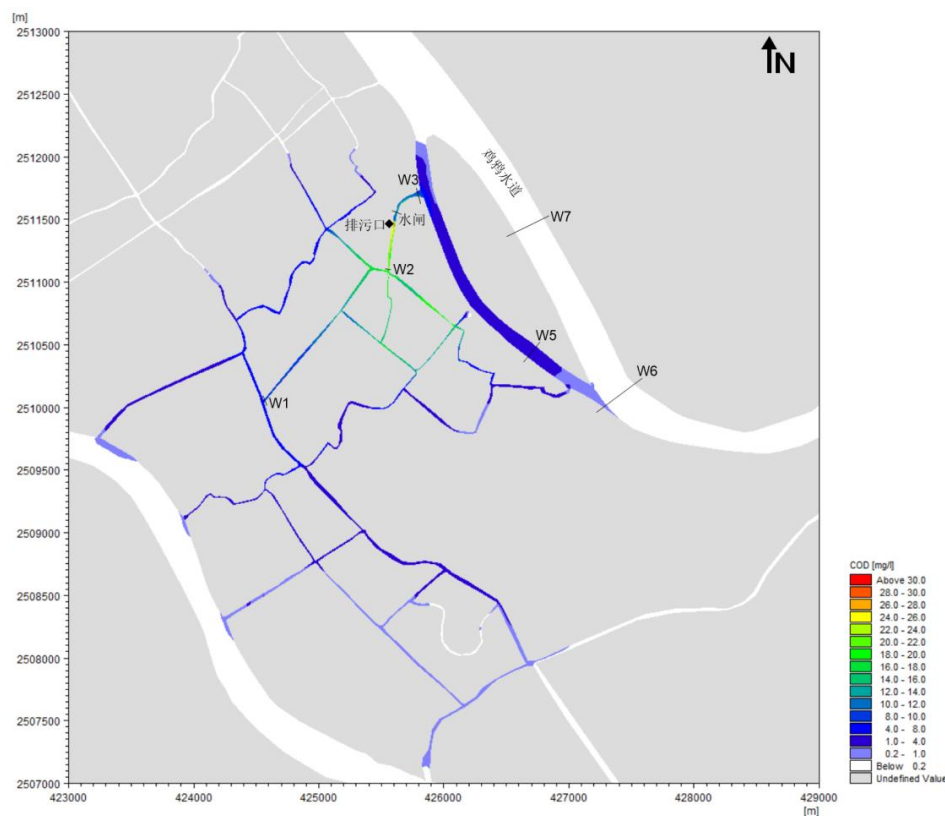 [m]
2513000
N
2512500
2512000
鸡鸦水道
W3
W7
2511500
排污口
水闸
2511000
W2
2510500
W5
W6
2510000
W1
2509500
2509000
2508500
2508000
2507500
2507000
423000 424000 425000 426000 427000 428000 429000
[m]
COD [mg/l]
Above 30.0
28.0 - 30.0
26.0 - 28.0
24.0 - 26.0
22.0 - 24.0
20.0 - 22.0
18.0 - 20.0
16.0 - 18.0
14.0 - 16.0
12.0 - 14.0
10.0 - 12.0
8.0 - 10.0
4.0 - 8.0
1.0 - 4.0
0.2 - 1.0
Below 0.2
Undefined Value